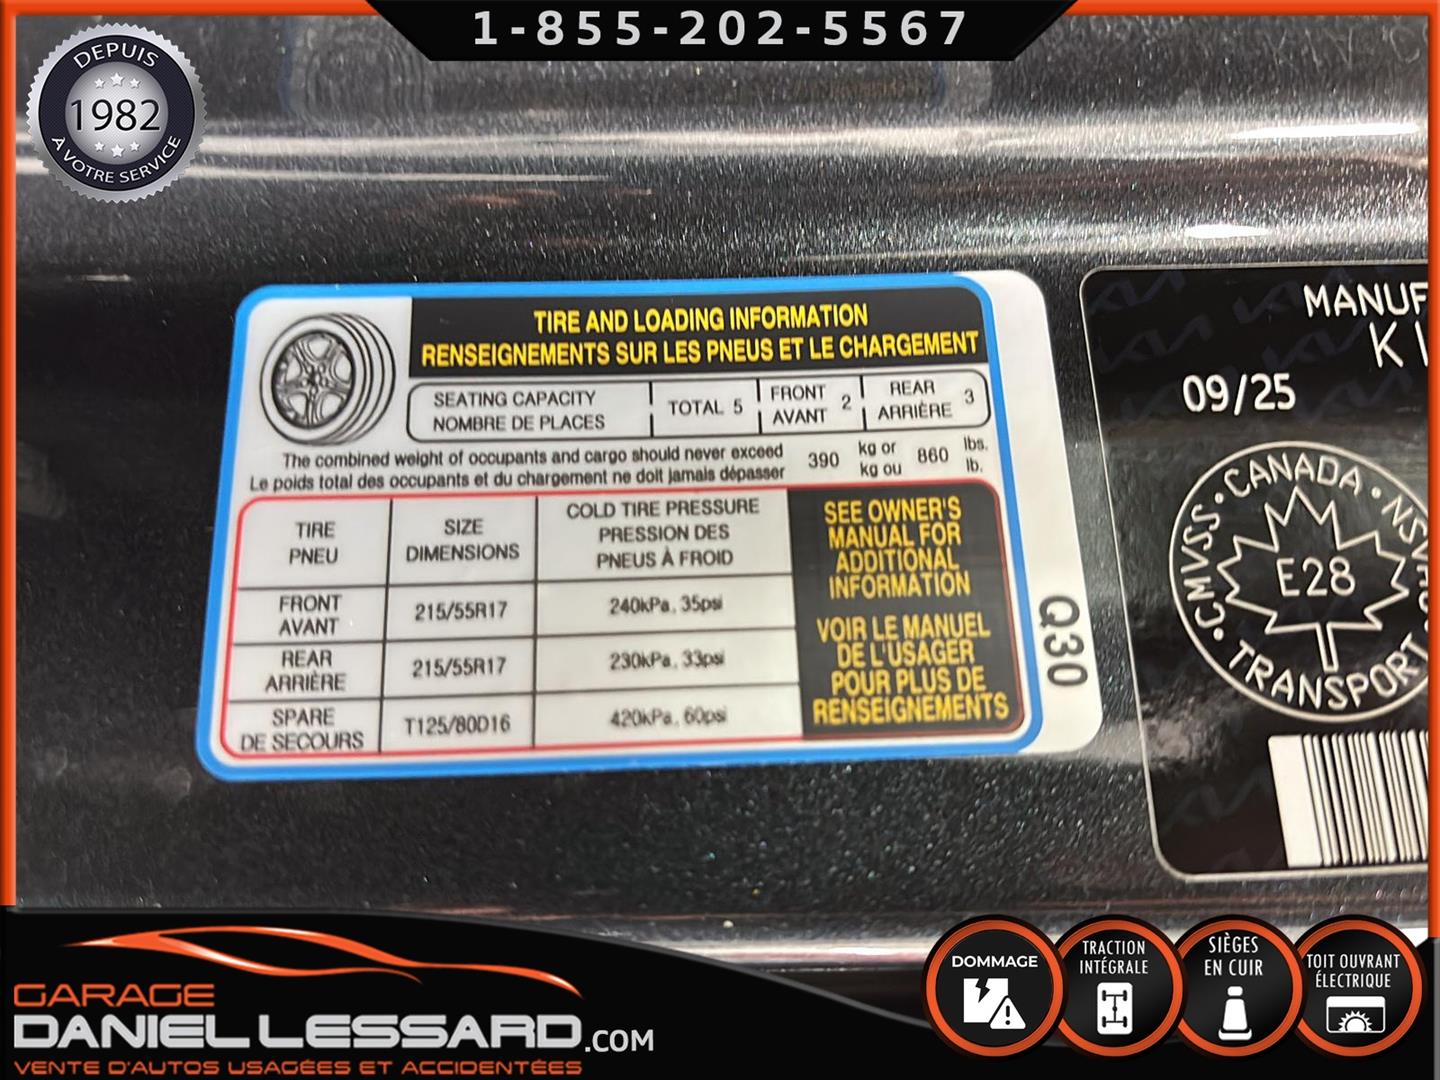 1-855-202-5567
DEPUIS
1982
À VOTRE SERVICE
TIRE AND LOADING INFORMATION
RENSEIGNEMENTS SUR LES PNEUS ET LE CHARGEMENT
SEATING CAPACITY
NOMBRE DE PLACES
TOTAL 5
FRONT
AVANT 2
REAR
ARRIÈRE 3
The combined weight of occupants and cargo should never exceed 390 kg or 860 lbs.
Le poids total des occupants et du chargement ne doit jamais dépasser kg ou lb.
TIRE
PNEU
SIZE
DIMENSIONS
COLD TIRE PRESSURE
PRESSION DES
PNEUS À FROID
FRONT
AVANT
215/55R17
240kPa, 35psi
REAR
ARRIÈRE
215/55R17
230kPa, 33psi
SPARE
DE SECOURS
T125/80D16
420kPa, 60psi
SEE OWNER'S
MANUAL FOR
ADDITIONAL
INFORMATION
VOIR LE MANUEL
DE L'USAGER
POUR PLUS DE
RENSEIGNEMENTS
Q30
MANUF
KI
09/25
CANADA
CMVSS
E28
TRANSPORT
GARAGE
DANIEL LESSARD.COM
VENTE D'AUTOS USAGÉES ET ACCIDENTÉES
DOMMAGE
TRACTION
INTÉGRALE
SIÈGES
EN CUIR
TOIT OUVRANT
ÉLECTRIQUE